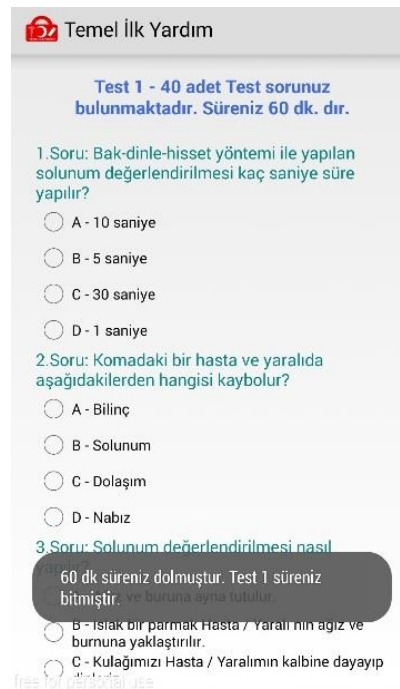 Temel İlk Yardım
Test 1 - 40 adet Test sorunuz
bulunmaktadır. Süreniz 60 dk. dır.
1.Soru: Bak-dinle-hisset yöntemi ile yapılan
solunum değerlendirilmesi kaç saniye süre
yapılır?
A - 10 saniye
B - 5 saniye
C - 30 saniye
D - 1 saniye
2.Soru: Komadaki bir hasta ve yaralıda
aşağıdakilerden hangisi kaybolur?
A - Bilinç
B - Solunum
C - Dolaşım
D - Nabız
3.Soru: Solunum değerlendirilmesi nasıl
60 dk süreniz dolmuştur. Test 1 süreniz
bitmiştir.
ve buruna ayna tutulur.
B - Islak bir parmak Hasta / Yaralı nın ağız ve
burnuna yaklaştırılır.
C - Kulağımızı Hasta / Yaralımın kalbine dayayıp
free for personal use